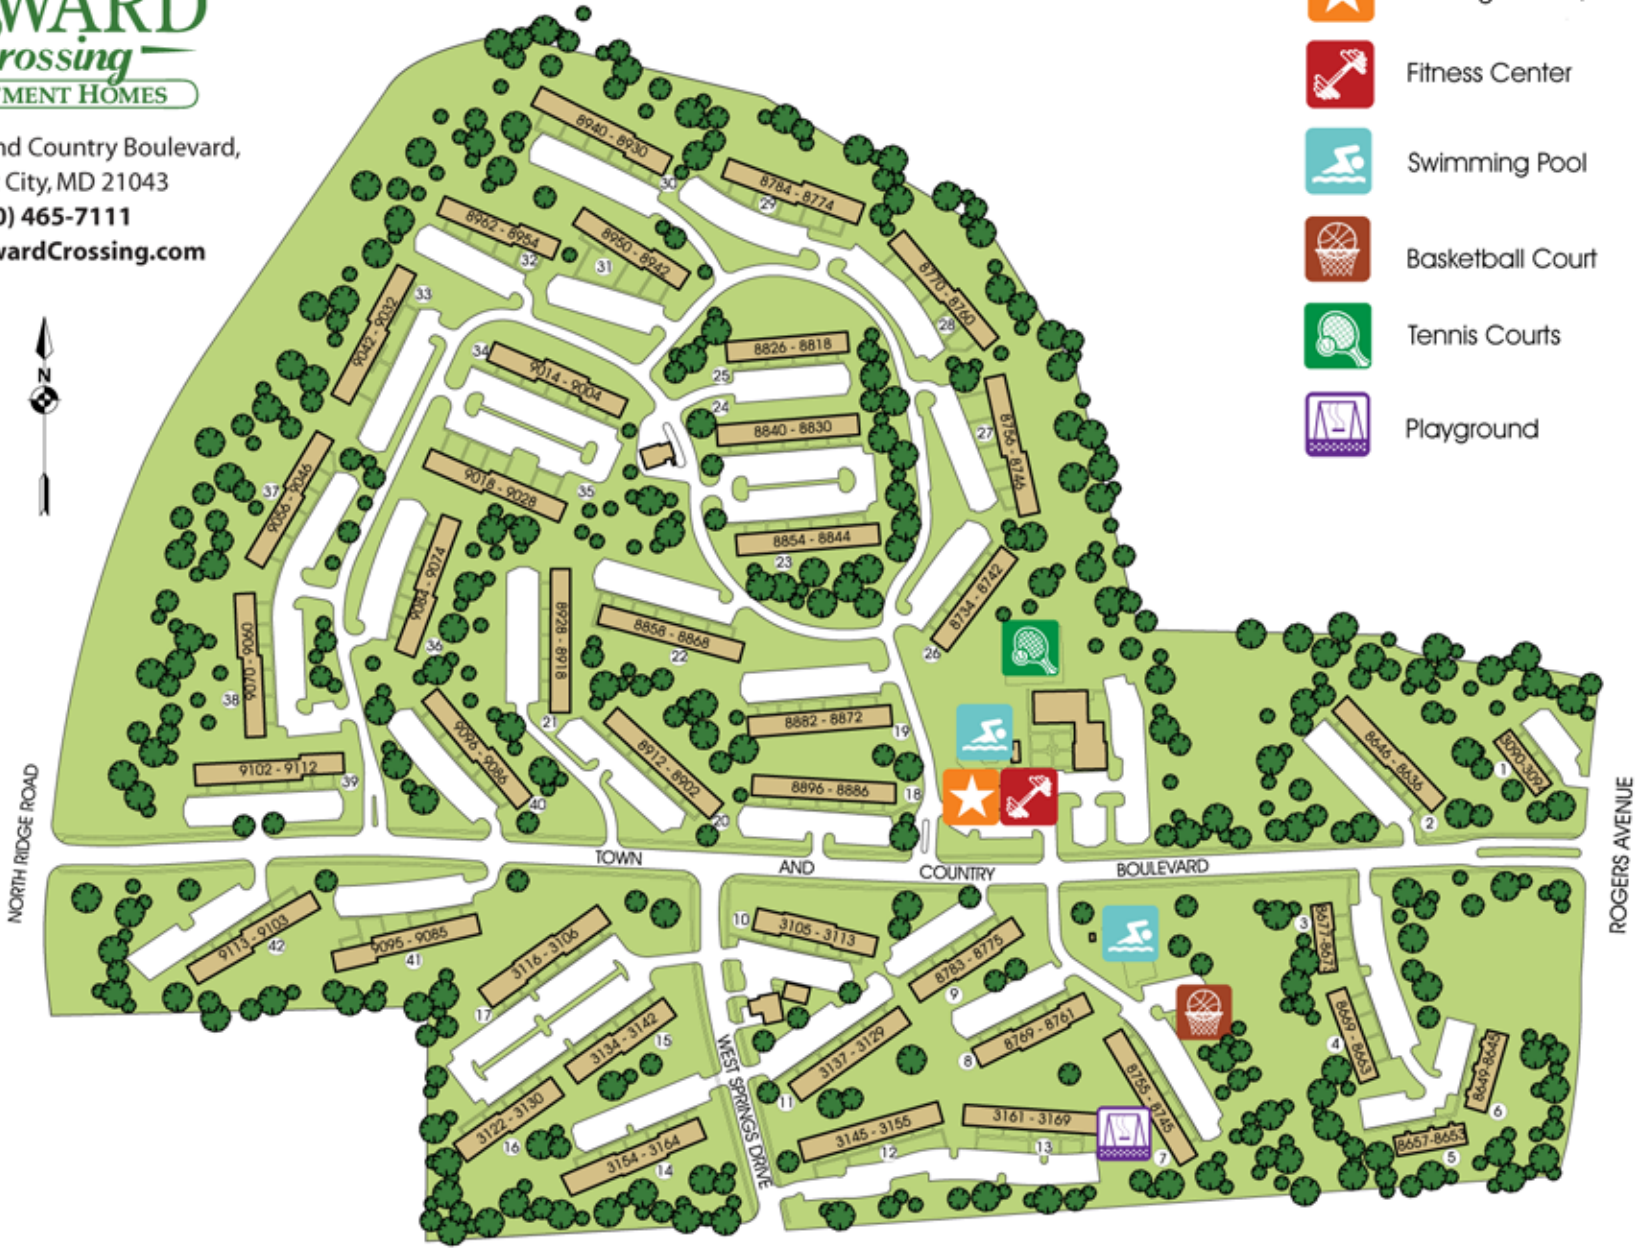 WARD
rossing
MENT HOMES
nd Country Boulevard,
City, MD 21043
0) 465-7111
wardCrossing.com
N
Fitness Center
Swimming Pool
Basketball Court
Tennis Courts
Playground
8940 - 8930
30
8784 - 8774
29
8962 - 8954
32
8950 - 8942
31
8770 - 8760
28
9042 - 9032
33
34
9014 - 9004
8826 - 8818
25
24
8840 - 8830
8756 - 8746
27
9056 - 9046
37
9018 - 9028
35
8854 - 8844
23
9084 - 9074
36
8928 - 8918
21
8858 - 8868
22
8734 - 8742
26
9070 - 9060
38
9096 - 9086
40
8912 - 8902
20
8882 - 8872
19
8896 - 8886
18
9102 - 9112
39
8646 - 8636
2
3090-3094
1
NORTH RIDGE ROAD
TOWN AND COUNTRY BOULEVARD
ROGERS AVENUE
9113 - 9103
42
9095 - 9085
41
3116 - 3106
17
10
3105 - 3113
8783 - 8775
9
3
3134 - 3142
15
3137 - 3129
11
8769 - 8761
8
8669 - 8663
4
8649-8645
6
WEST SPRINGS DRIVE
3122 - 3130
16
3154 - 3164
14
3145 - 3155
12
3161 - 3169
13
8755 - 8745
7
8657-8653
5